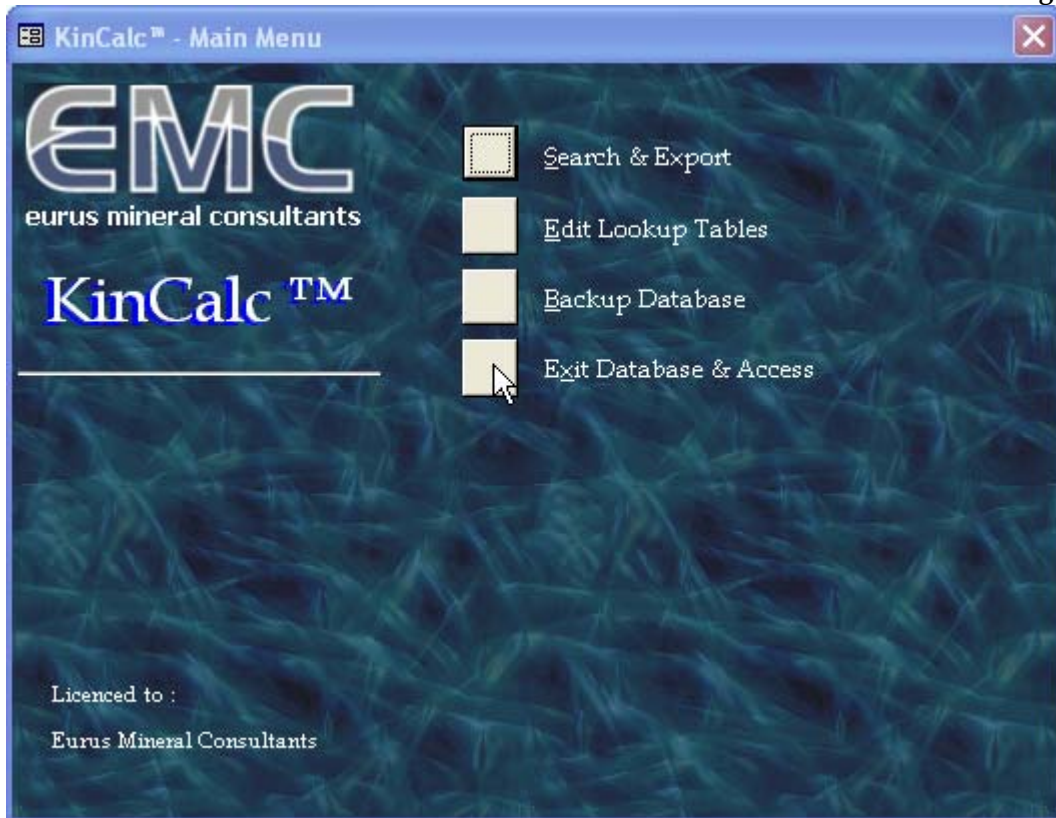 KinCalc™ - Main Menu
EMC
eurus mineral consultants
KinCalc ™
Search & Export
Edit Lookup Tables
Backup Database
Exit Database & Access
Licenced to :
Eurus Mineral Consultants